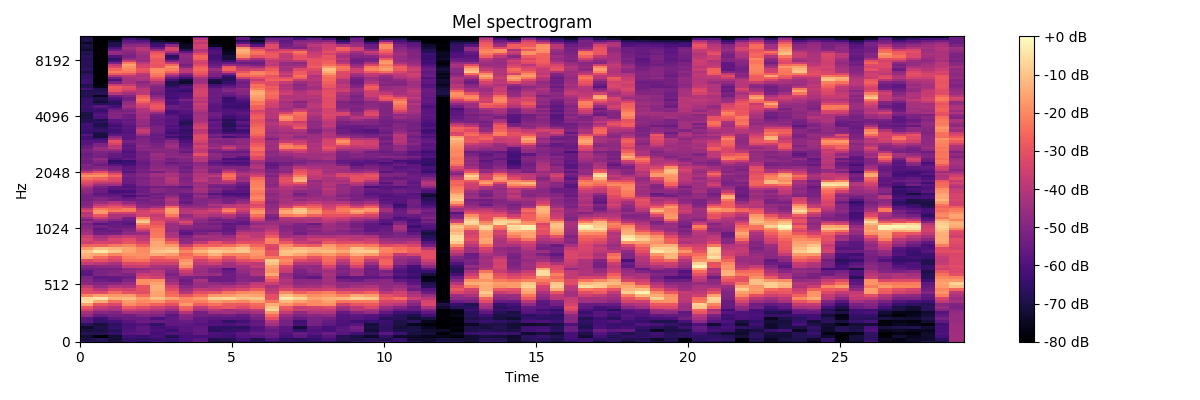 Mel spectrogram
Hz
8192
4096
2048
1024
512
0
0 5 10 15 20 25
Time
+0 dB
-10 dB
-20 dB
-30 dB
-40 dB
-50 dB
-60 dB
-70 dB
-80 dB